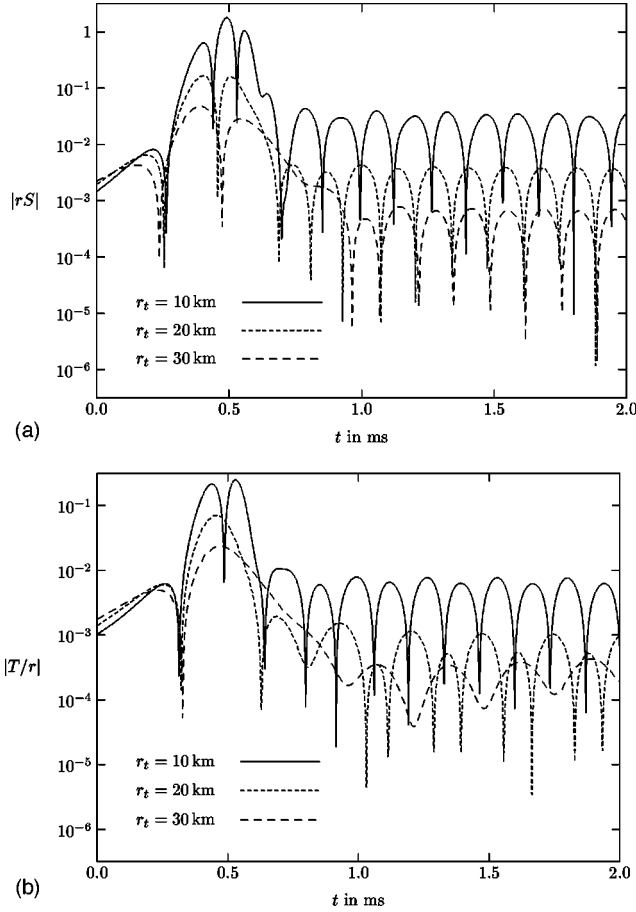 1
10⁻¹
10⁻²
|rS|
10⁻³
10⁻⁴
10⁻⁵
10⁻⁶
r_t = 10 km
r_t = 20 km
r_t = 30 km
0.0 0.5 1.0 1.5 2.0
(a)
t in ms
10⁻¹
10⁻²
10⁻³
|T/r|
10⁻⁴
10⁻⁵
10⁻⁶
r_t = 10 km
r_t = 20 km
r_t = 30 km
0.0 0.5 1.0 1.5 2.0
(b)
t in ms